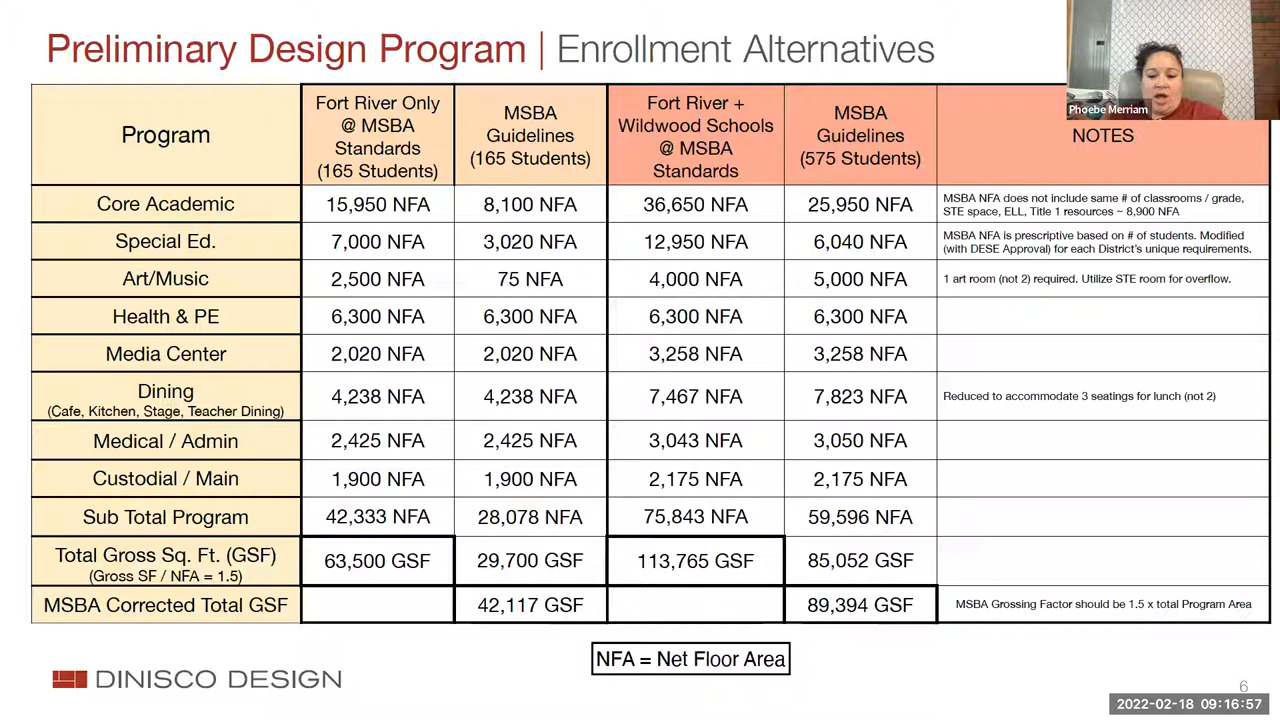 Preliminary Design Program | Enrollment Alternatives
Phoebe Merriam
Program
Fort River Only
@ MSBA
Standards
(165 Students)
MSBA
Guidelines
(165 Students)
Fort River +
Wildwood Schools
@ MSBA
Standards
MSBA
Guidelines
(575 Students)
NOTES
Core Academic
15,950 NFA
8,100 NFA
36,650 NFA
25,950 NFA
MSBA NFA does not include same # of classrooms / grade,
STE space, ELL, Title 1 resources ~ 8,900 NFA
Special Ed.
7,000 NFA
3,020 NFA
12,950 NFA
6,040 NFA
MSBA NFA is prescriptive based on # of students. Modified
(with DESE Approval) for each District's unique requirements.
Art/Music
2,500 NFA
75 NFA
4,000 NFA
5,000 NFA
1 art room (not 2) required. Utilize STE room for overflow.
Health & PE
6,300 NFA
6,300 NFA
6,300 NFA
6,300 NFA
Media Center
2,020 NFA
2,020 NFA
3,258 NFA
3,258 NFA
Dining
(Cafe, Kitchen, Stage, Teacher Dining)
4,238 NFA
4,238 NFA
7,467 NFA
7,823 NFA
Reduced to accommodate 3 seatings for lunch (not 2)
Medical / Admin
2,425 NFA
2,425 NFA
3,043 NFA
3,050 NFA
Custodial / Main
1,900 NFA
1,900 NFA
2,175 NFA
2,175 NFA
Sub Total Program
42,333 NFA
28,078 NFA
75,843 NFA
59,596 NFA
Total Gross Sq. Ft. (GSF)
(Gross SF / NFA = 1.5)
63,500 GSF
29,700 GSF
113,765 GSF
85,052 GSF
MSBA Corrected Total GSF
42,117 GSF
89,394 GSF
MSBA Grossing Factor should be 1.5 x total Program Area
NFA = Net Floor Area
DINISCO DESIGN
6
2022-02-18 09:16:57